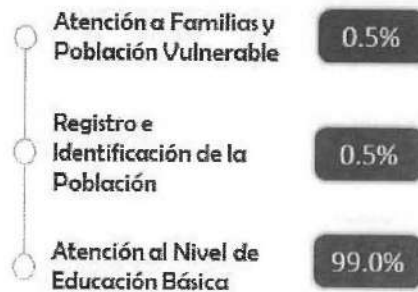 Atención a Familias y
Población Vulnerable
0.5%
Registro e
Identificación de la
Población
0.5%
Atención al Nivel de
Educación Básica
99.0%